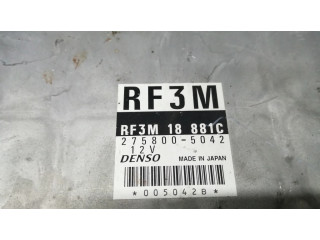 RF3M
RF3M 18 881C
275800-5042
12V
DENSO MADE IN JAPAN
*005042B*